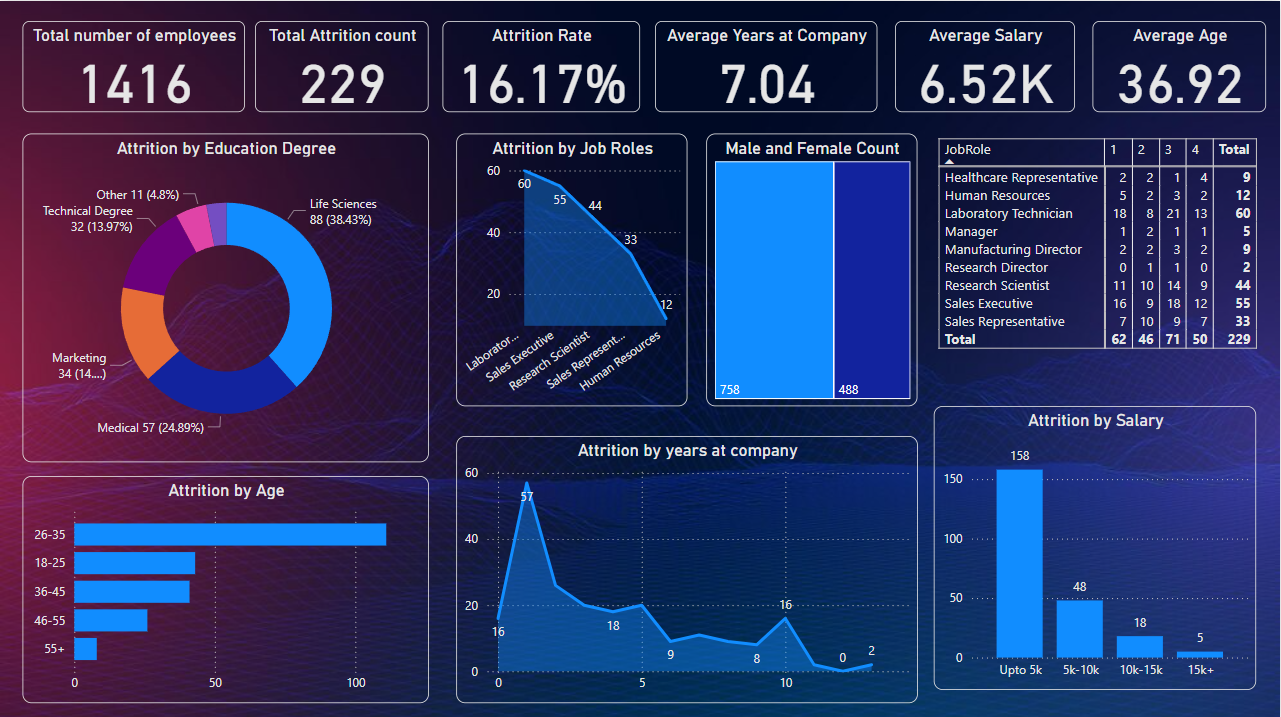 Total number of employees
1416
Total Attrition count
229
Attrition Rate
16.17%
Average Years at Company
7.04
Average Salary
6.52K
Average Age
36.92
Attrition by Education Degree
Other 11 (4.8%)
Technical Degree
32 (13.97%)
Life Sciences
88 (38.43%)
Marketing
34 (14....)
Medical 57 (24.89%)
Attrition by Job Roles
60
40
20
60
55
44
33
12
Laborator...
Sales Executive
Research Scientist
Sales Represent...
Human Resources
Male and Female Count
758
488
JobRole 1 2 3 4 Total
Healthcare Representative 2 2 1 4 9
Human Resources 5 2 3 2 12
Laboratory Technician 18 8 21 13 60
Manager 1 2 1 1 5
Manufacturing Director 2 2 3 2 9
Research Director 0 1 1 0 2
Research Scientist 11 10 14 9 44
Sales Executive 16 9 18 12 55
Sales Representative 7 10 9 7 33
Total 62 46 71 50 229
Attrition by Age
26-35
18-25
36-45
46-55
55+
0 50 100
Attrition by years at company
60
40
20
0
16
57
18
9
8
16
0
2
0 5 10
Attrition by Salary
150
100
50
0
158
48
18
5
Upto 5k 5k-10k 10k-15k 15k+